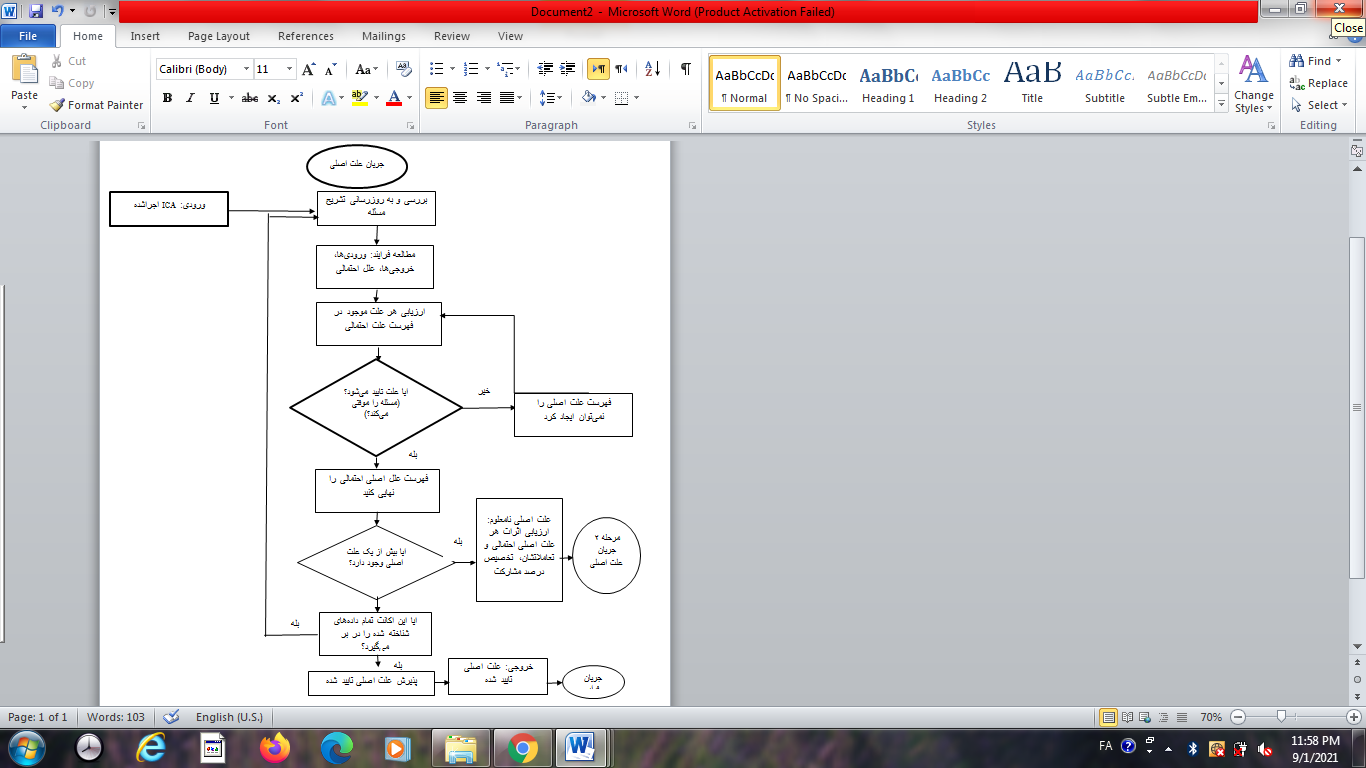 Document2 - Microsoft Word (Product Activation Failed)
Close
File Home Insert Page Layout References Mailings Review View
Paste
Cut
Copy
Format Painter
Clipboard
Calibri (Body) 11
Font
Paragraph
AaBbCcDc AaBbCcDc AaBbCc AaBbCc AaB AaBbCc. AaBbCcDc
¶ Normal ¶ No Spaci... Heading 1 Heading 2 Title Subtitle Subtle Em...
Change
Styles
Styles
Find
Replace
Select
Editing
جریان علت اصلی
ورودی: ICA اجراشده
بررسی و به روزرسانی تشریح
مسئله
مطالعه فرایند: ورودی‌ها،
خروجی‌ها، علل احتمالی
ارزیابی هر علت موجود در
فهرست علت احتمالی
ایا علت تایید می‌شود؟
(مسئله را موقتی
می‌کند؟)
خیر
فهرست علت اصلی را
نمی‌توان ایجاد کرد
بله
فهرست علل اصلی احتمالی را
نهایی کنید
ایا بیش از یک علت
اصلی وجود دارد؟
بله
علت اصلی نامعلوم:
ارزیابی اثرات هر
علت اصلی احتمالی و
تعاملاتشان، تخصیص
درصد مشارکت
مرحله ۲
جریان
علت اصلی
ایا این اکانت تمام داده‌های
شناخته شده را در بر
می‌گیرد؟
بله
بله
پذیرش علت اصلی تایید شده
خروجی: علت اصلی
تایید شده
جریان
Page: 1 of 1 Words: 103 English (U.S.) 70%
FA
11:58 PM
9/1/2021